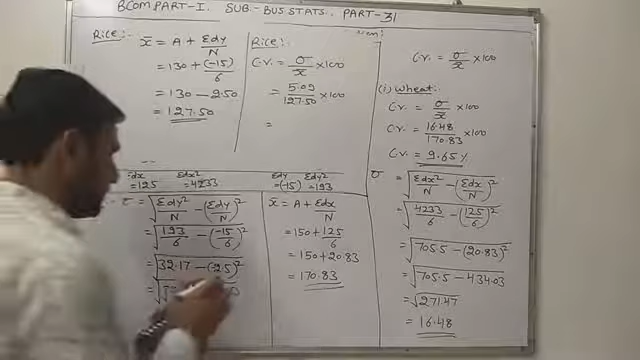 BCOM PART-I. SUB.- BUS STATS. PART-31
Rice:-
x̄ = A + Σdy/N
= 130 + (-15)/6
= 130 - 2.50
= 127.50
Rice:-
C.V. = σ/x̄ × 100
= 5.09/127.50 × 100
=
C.V. = σ/x̄ × 100
(i) Wheat:-
C.V. = σ/x̄ × 100
C.V. = 16.48/170.83 × 100
C.V. = 9.65%
Σdx = 125 Σdx² = 4233
Σdy = (-15) Σdy² = 193
σ = √(Σdy²/N - (Σdy/N)²)
= √(193/6 - (-15/6)²)
= √(32.17 - (-2.5)²)
x̄ = A + Σdx/N
= 150 + 125/6
= 150 + 20.83
= 170.83
σ = √(Σdx²/N - (Σdx/N)²)
= √(4233/6 - (125/6)²)
= √(705.5 - (20.83)²)
= √(705.5 - 434.03)
= √271.47
= 16.48